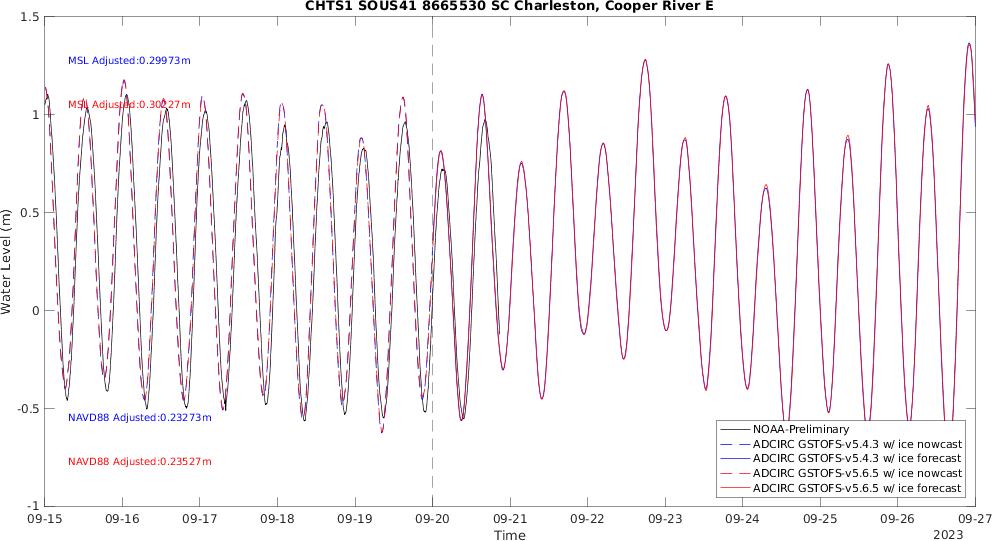 CHTS1 SOUS41 8665530 SC Charleston, Cooper River E
1.5
1
0.5
0
-0.5
-1
Water Level (m)
MSL Adjusted:0.29973m
MSL Adjusted:0.30227m
NAVD88 Adjusted:0.23273m
NAVD88 Adjusted:0.23527m
NOAA-Preliminary
ADCIRC GSTOFS-v5.4.3 w/ ice nowcast
ADCIRC GSTOFS-v5.4.3 w/ ice forecast
ADCIRC GSTOFS-v5.6.5 w/ ice nowcast
ADCIRC GSTOFS-v5.6.5 w/ ice forecast
09-15 09-16 09-17 09-18 09-19 09-20 09-21 09-22 09-23 09-24 09-25 09-26 09-27
Time
2023